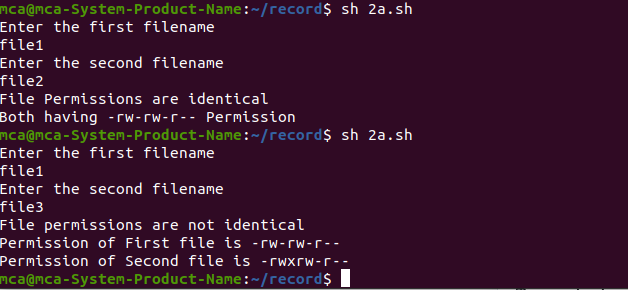 mca@mca-System-Product-Name:~/record$ sh 2a.sh
Enter the first filename
file1
Enter the second filename
file2
File Permissions are identical
Both having -rw-rw-r-- Permission
mca@mca-System-Product-Name:~/record$ sh 2a.sh
Enter the first filename
file1
Enter the second filename
file3
File permissions are not identical
Permission of First file is -rw-rw-r--
Permission of Second file is -rwxrw-r--
mca@mca-System-Product-Name:~/record$